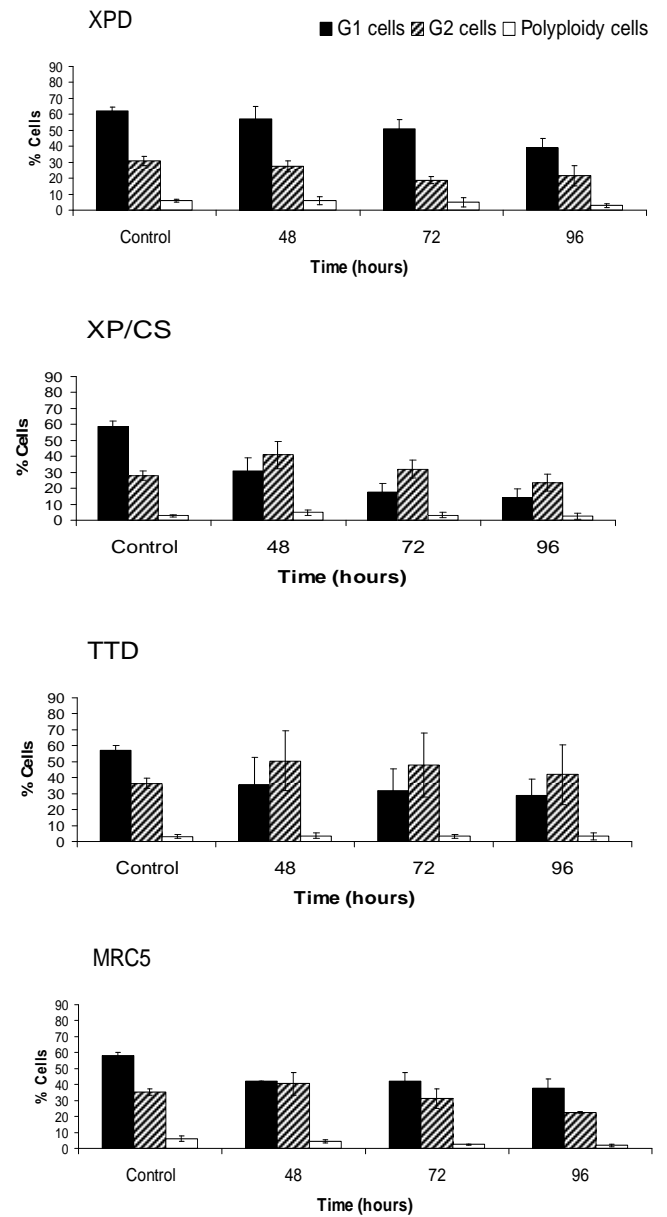 XPD
G1 cells G2 cells Polyploidy cells
90
80
70
60
50
40
30
20
10
0
% Cells
Control 48 72 96
Time (hours)
XP/CS
90
80
70
60
50
40
30
20
10
0
% Cells
Control 48 72 96
Time (hours)
TTD
90
80
70
60
50
40
30
20
10
0
% Cells
Control 48 72 96
Time (hours)
MRC5
90
80
70
60
50
40
30
20
10
0
% Cells
Control 48 72 96
Time (hours)